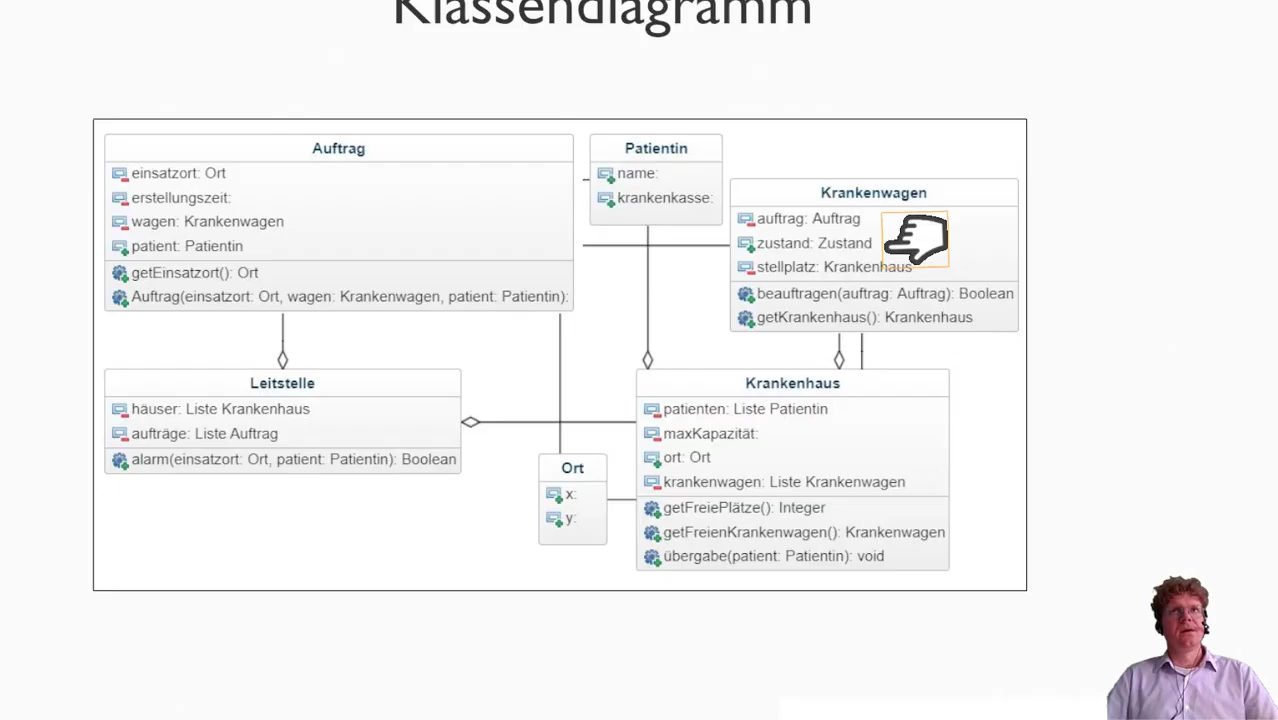 Klassendiagramm
Auftrag
einsatzort: Ort
erstellungszeit:
wagen: Krankenwagen
patient: Patientin
getEinsatzort(): Ort
Auftrag(einsatzort: Ort, wagen: Krankenwagen, patient: Patientin):
Patientin
name:
krankenkasse:
Krankenwagen
auftrag: Auftrag
zustand: Zustand
stellplatz: Krankenhaus
beauftragen(auftrag: Auftrag): Boolean
getKrankenhaus(): Krankenhaus
Leitstelle
häuser: Liste Krankenhaus
aufträge: Liste Auftrag
alarm(einsatzort: Ort, patient: Patientin): Boolean
Ort
x:
y:
Krankenhaus
patienten: Liste Patientin
maxKapazität:
ort: Ort
krankenwagen: Liste Krankenwagen
getFreiePlätze(): Integer
getFreienKrankenwagen(): Krankenwagen
übergabe(patient: Patientin): void